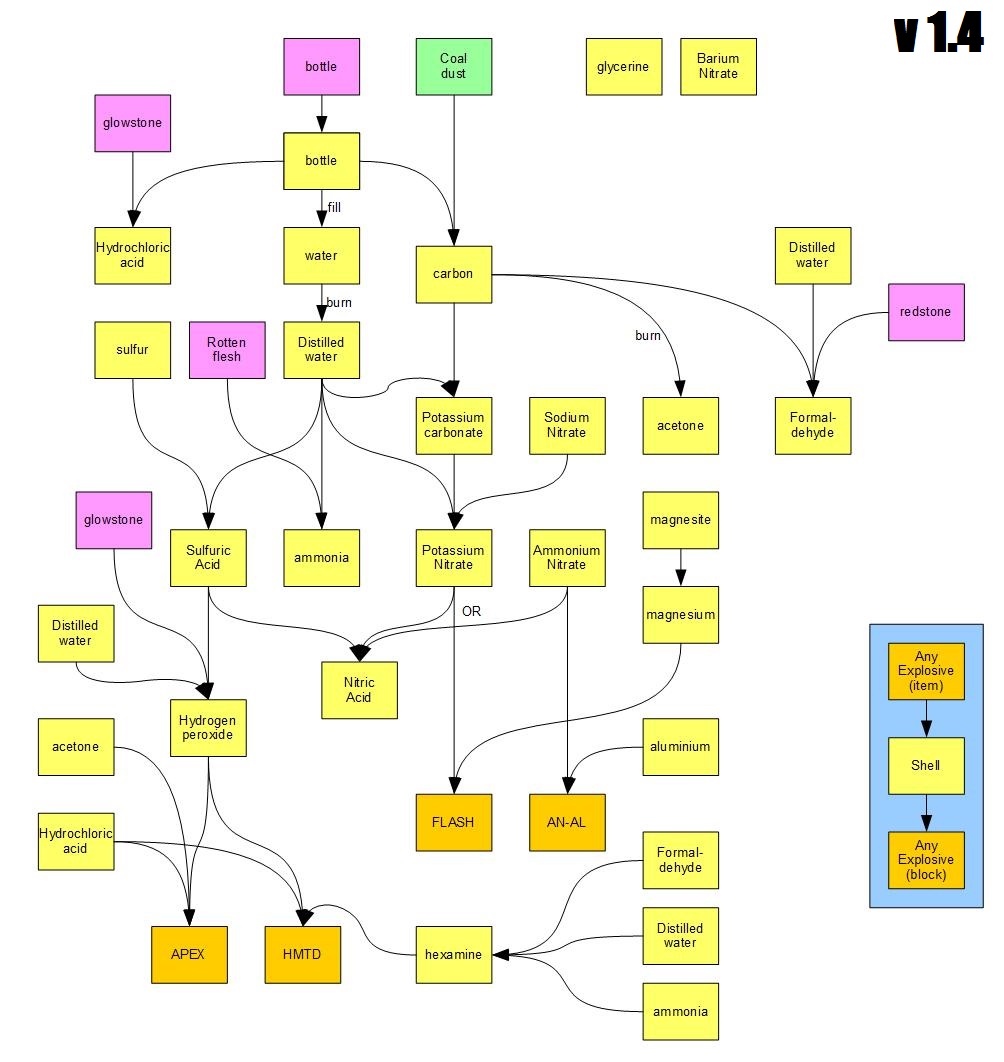 v 1.4
bottle
Coal
dust
glycerine
Barium
Nitrate
glowstone
bottle
fill
Hydrochloric
acid
water
carbon
Distilled
water
redstone
burn
burn
sulfur
Rotten
flesh
Distilled
water
Potassium
carbonate
Sodium
Nitrate
acetone
Formal-
dehyde
glowstone
magnesite
Sulfuric
Acid
ammonia
Potassium
Nitrate
Ammonium
Nitrate
OR
magnesium
Distilled
water
Nitric
Acid
Any
Explosive
(item)
Hydrogen
peroxide
acetone
aluminium
Shell
Hydrochloric
acid
FLASH
AN-AL
Any
Explosive
(block)
Formal-
dehyde
APEX
HMTD
hexamine
Distilled
water
ammonia